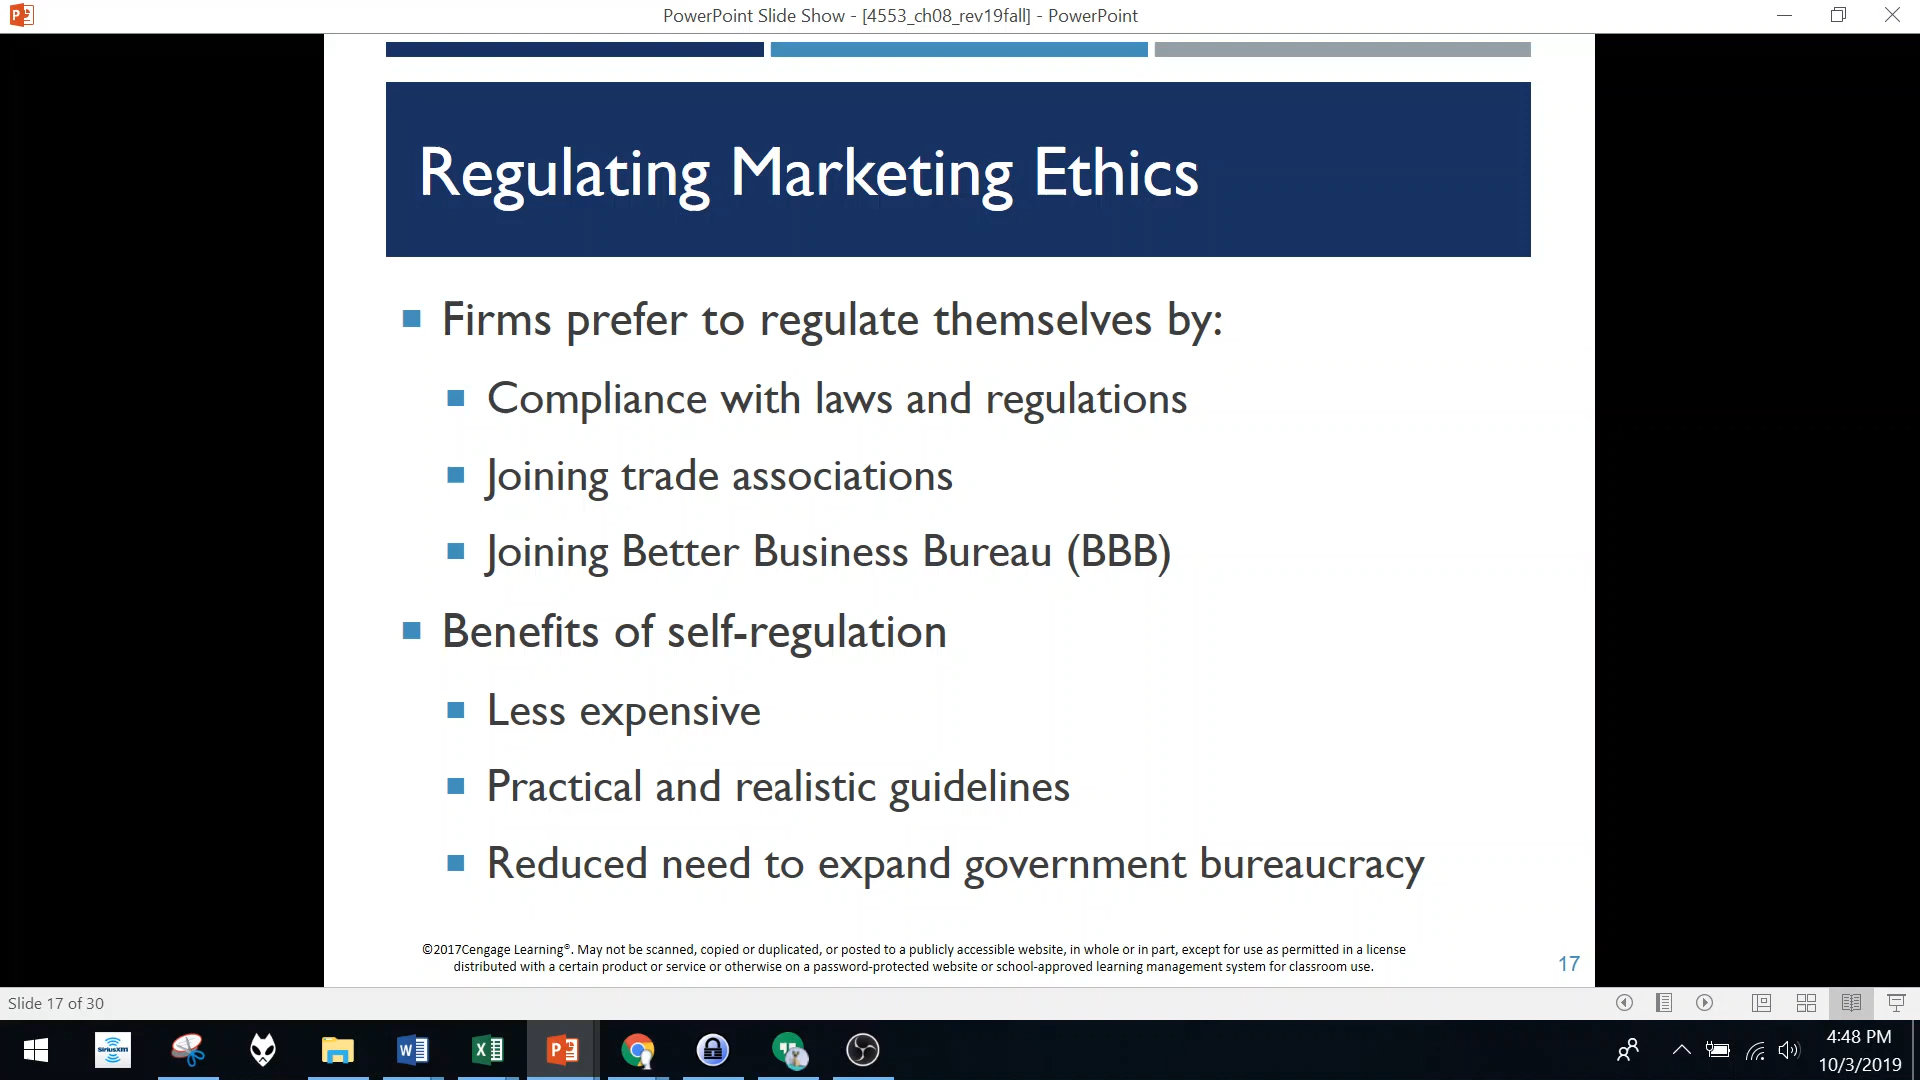 PowerPoint Slide Show - [4553_ch08_rev19fall] - PowerPoint
Regulating Marketing Ethics
Firms prefer to regulate themselves by:
Compliance with laws and regulations
Joining trade associations
Joining Better Business Bureau (BBB)
Benefits of self-regulation
Less expensive
Practical and realistic guidelines
Reduced need to expand government bureaucracy
©2017Cengage Learning®. May not be scanned, copied or duplicated, or posted to a publicly accessible website, in whole or in part, except for use as permitted in a license
distributed with a certain product or service or otherwise on a password-protected website or school-approved learning management system for classroom use.
17
Slide 17 of 30
SiriusXM
4:48 PM
10/3/2019